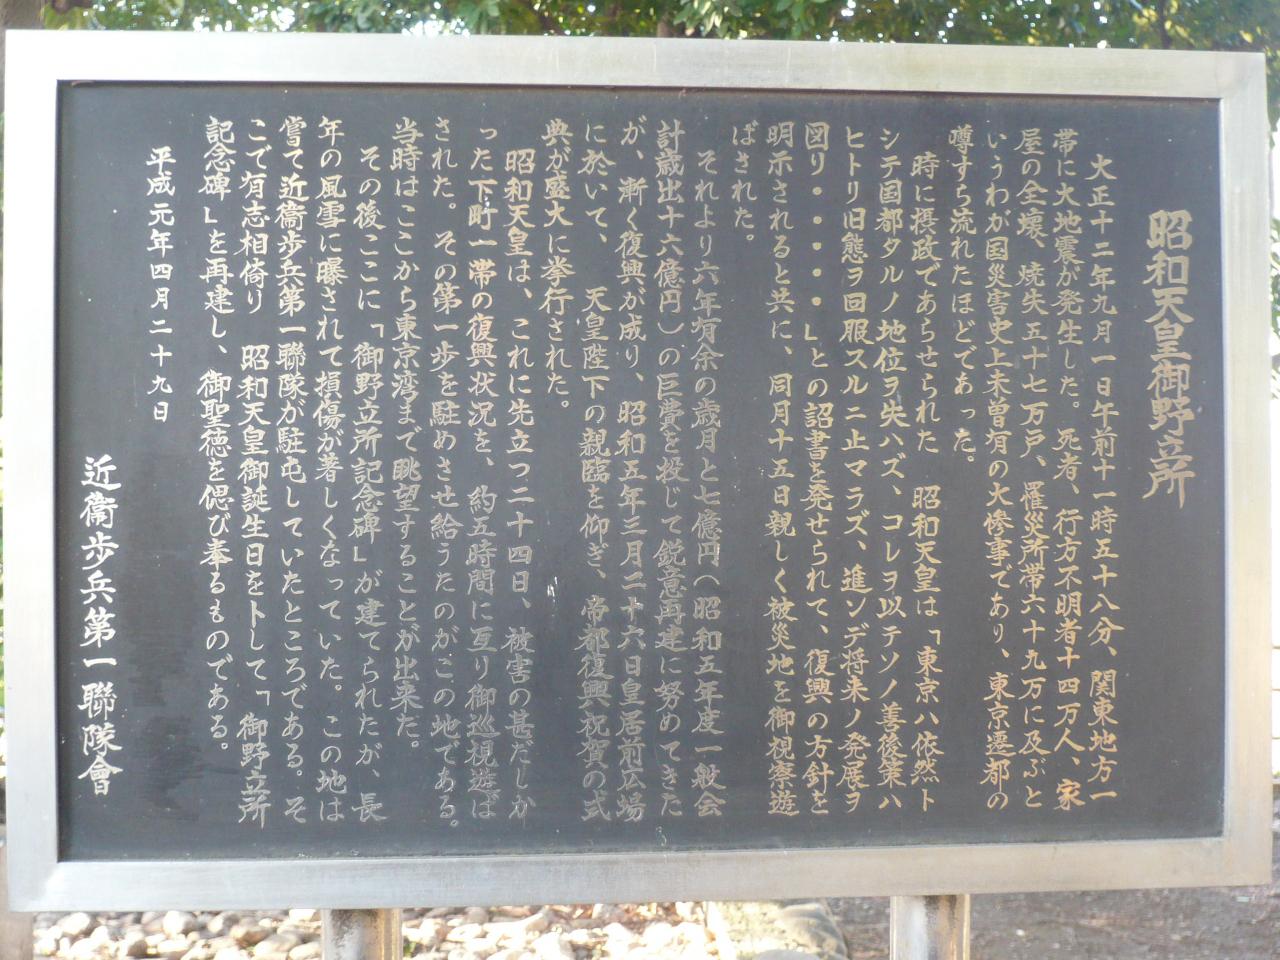 昭和天皇御野立所
大正十二年九月一日午前十一時五十八分、関東地方一
帯に大地震が発生した。死者、行方不明者十四万人、家
屋の全壊、焼失五十七万戸、罹災所帯六十九万に及ぶと
いうわが国災害史上未曽有の大惨事であり、東京遷都の
噂すら流れたほどであった。
時に摂政であらせられた 昭和天皇は「東京ハ依然ト
シテ国都タルノ地位ヲ失ハズ、コレヲ以テソノ善後策ハ
ヒトリ旧態ヲ回服スルニ止マラズ、進ンデ将来ノ発展ヲ
図リ・・・・・」との詔書を発せられて、復興の方針を
明示されると共に、同月十五日親しく被災地を御視察遊
ばされた。
それより六年有余の歳月と七億円(昭和五年度一般会
計歳出十六億円)の巨費を投じて鋭意再建に努めてきた
が、漸く復興が成り、昭和五年三月二十六日皇居前広場
に於いて、 天皇陛下の親臨を仰ぎ、帝都復興祝賀の式
典が盛大に挙行された。
昭和天皇は、これに先立つ二十四日、被害の甚だしか
った下町一帯の復興状況を、約五時間に亙り御巡視遊ば
された。その第一歩を駐めさせ給うたのがこの地である。
当時はここから東京湾まで眺望することが出来た。
その後ここに「御野立所記念碑」が建てられたが、長
年の風雪に曝されて損傷が著しくなっていた。この地は
嘗て近衞歩兵第一聯隊が駐屯していたところである。そ
こで有志相倚り 昭和天皇御誕生日を卜して「御野立所
記念碑」を再建し、御聖徳を偲び奉るものである。
平成元年四月二十九日
近衞歩兵第一聯隊會